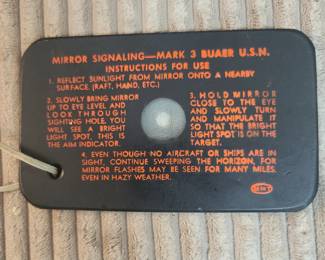 MIRROR SIGNALING—MARK 3 BUAER U.S.N.
INSTRUCTIONS FOR USE
1. REFLECT SUNLIGHT FROM MIRROR ONTO A NEARBY
SURFACE. (RAFT, HAND, ETC.)
2. SLOWLY BRING MIRROR
UP TO EYE LEVEL AND
LOOK THROUGH
SIGHTING HOLE, YOU
WILL SEE A BRIGHT
LIGHT SPOT, THIS IS
THE AIM INDICATOR.
3. HOLD MIRROR
CLOSE TO THE EYE
AND SLOWLY TURN
AND MANIPULATE IT
SO THAT THE BRIGHT
LIGHT SPOT IS ON THE
TARGET.
4. EVEN THOUGH NO AIRCRAFT OR SHIPS ARE IN
SIGHT, CONTINUE SWEEPING THE HORIZON, FOR
MIRROR FLASHES MAY BE SEEN FOR MANY MILES,
EVEN IN HAZY WEATHER.